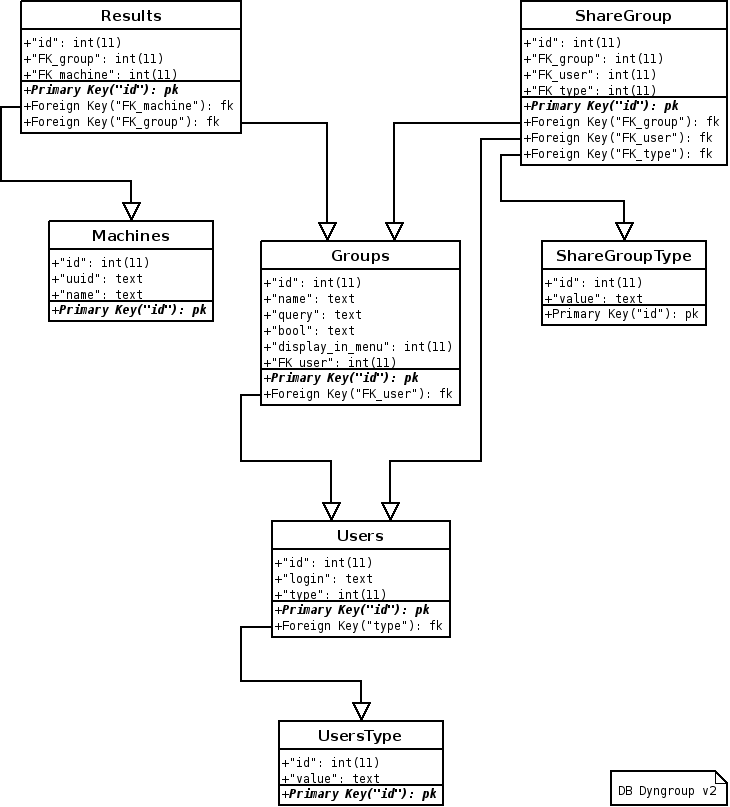 Results
+"id": int(11)
+"FK_group": int(11)
+"FK_machine": int(11)
+Primary Key("id"): pk
+Foreign Key("FK_machine"): fk
+Foreign Key("FK_group"): fk
ShareGroup
+"id": int(11)
+"FK_group": int(11)
+"FK_user": int(11)
+"FK_type": int(11)
+Primary Key("id"): pk
+Foreign Key("FK_group"): fk
+Foreign Key("FK_user"): fk
+Foreign Key("FK_type"): fk
Machines
+"id": int(11)
+"uuid": text
+"name": text
+Primary Key("id"): pk
Groups
+"id": int(11)
+"name": text
+"query": text
+"bool": text
+"display_in_menu": int(11)
+"FK_user": int(11)
+Primary Key("id"): pk
+Foreign Key("FK_user"): fk
ShareGroupType
+"id": int(11)
+"value": text
+Primary Key("id"): pk
Users
+"id": int(11)
+"login": text
+"type": int(11)
+Primary Key("id"): pk
+Foreign Key("type"): fk
UsersType
+"id": int(11)
+"value": text
+Primary Key("id"): pk
DB Dyngroup v2